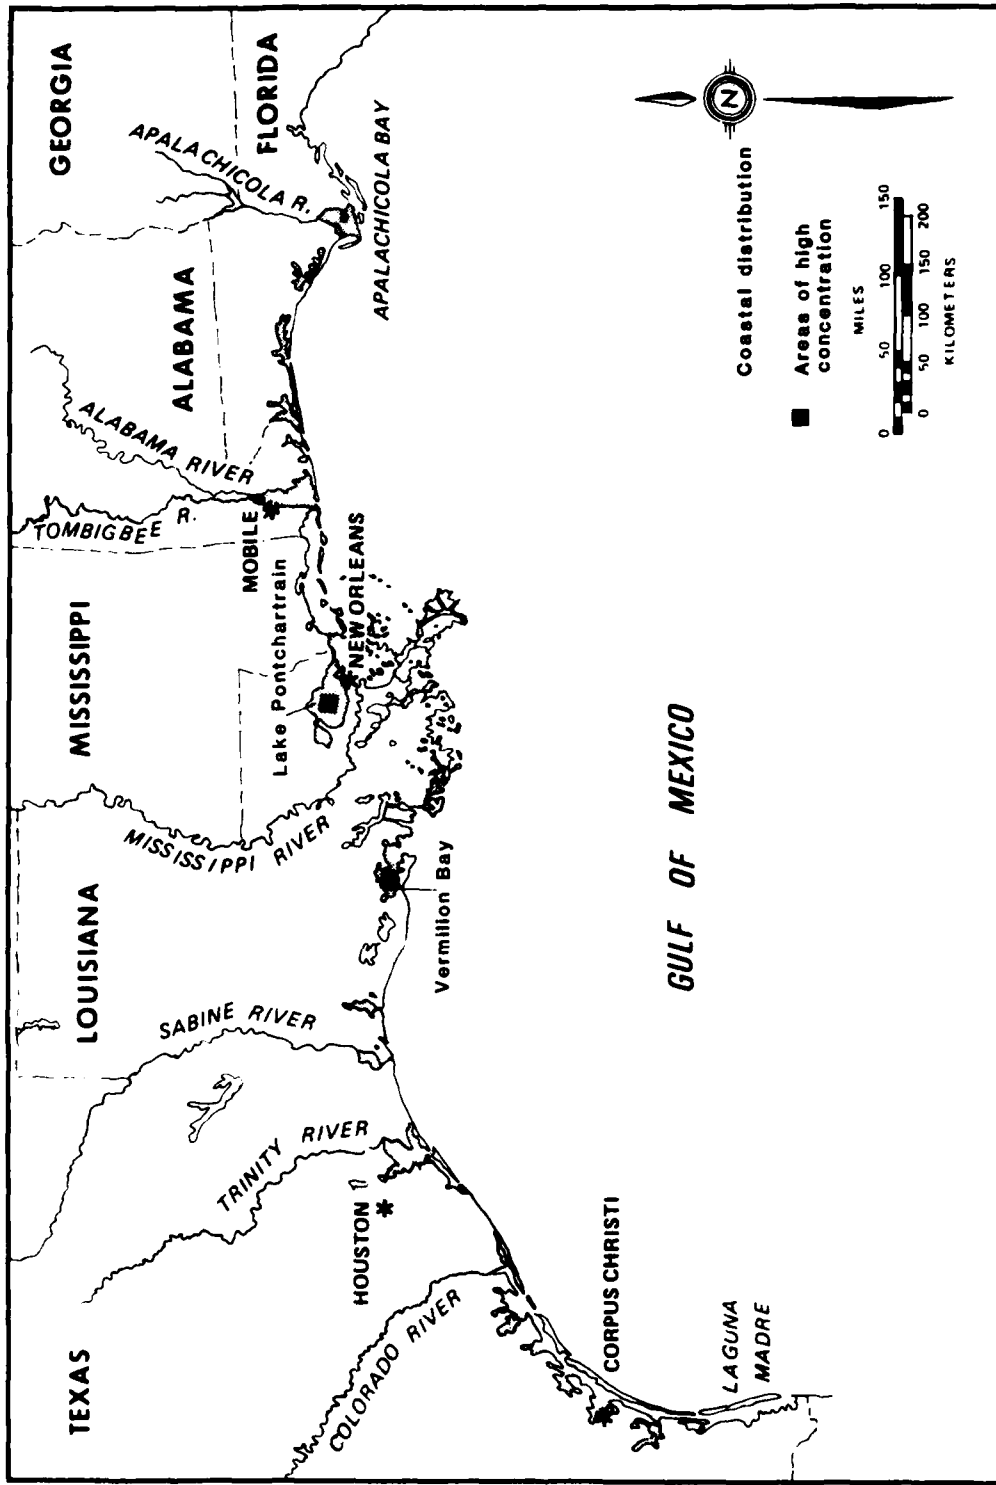 TEXAS
LOUISIANA
MISSISSIPPI
ALABAMA
GEORGIA
FLORIDA
COLORADO RIVER
TRINITY RIVER
SABINE RIVER
MISSISSIPPI RIVER
TOMBIGBEE R.
ALABAMA RIVER
APALACHICOLA R.
HOUSTON
CORPUS CHRISTI
LAGUNA
MADRE
Vermilion Bay
Lake Pontchartrain
NEW ORLEANS
MOBILE
APALACHICOLA BAY
GULF OF MEXICO
N
Coastal distribution
Areas of high
concentration
MILES
0 50 100 150
0 50 100 150 200
KILOMETERS